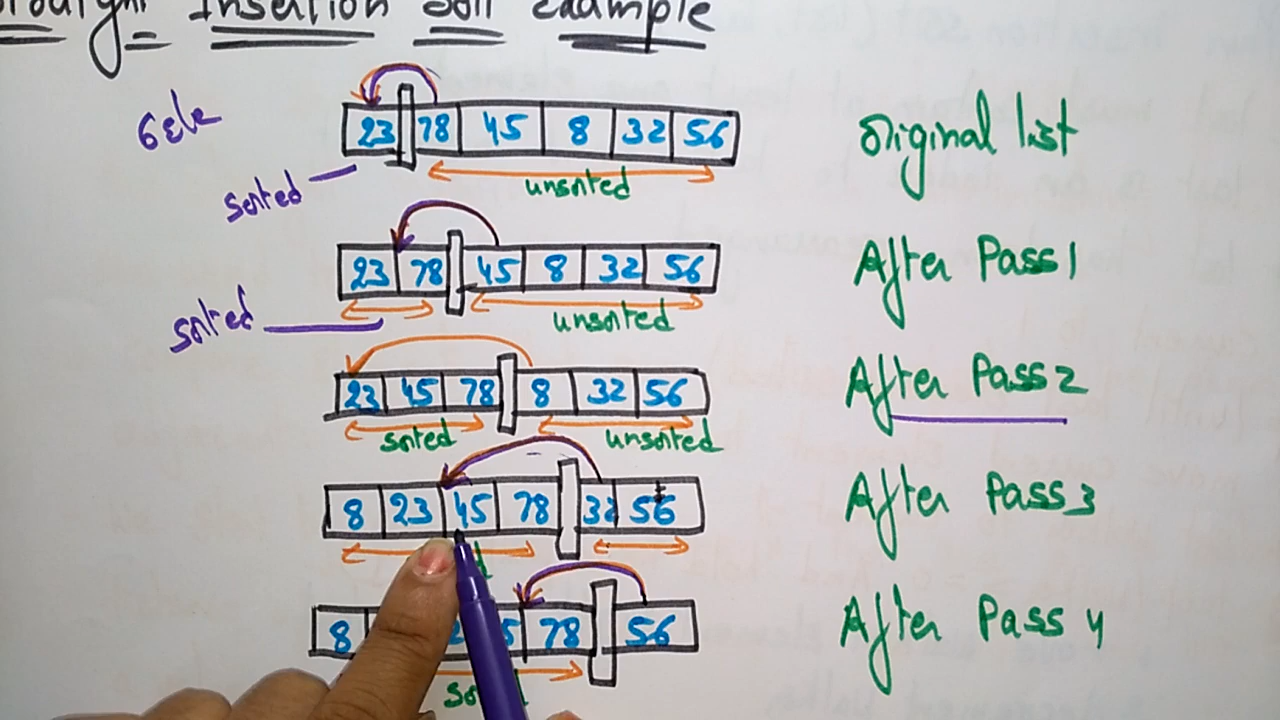 Insertion Sort Example
6 ele
23 78 45 8 32 56 Original list
sorted unsorted
23 78 45 8 32 56 After Pass 1
sorted unsorted
23 45 78 8 32 56 After Pass 2
sorted unsorted
8 23 45 78 32 56 After Pass 3
8 78 56 After Pass 4